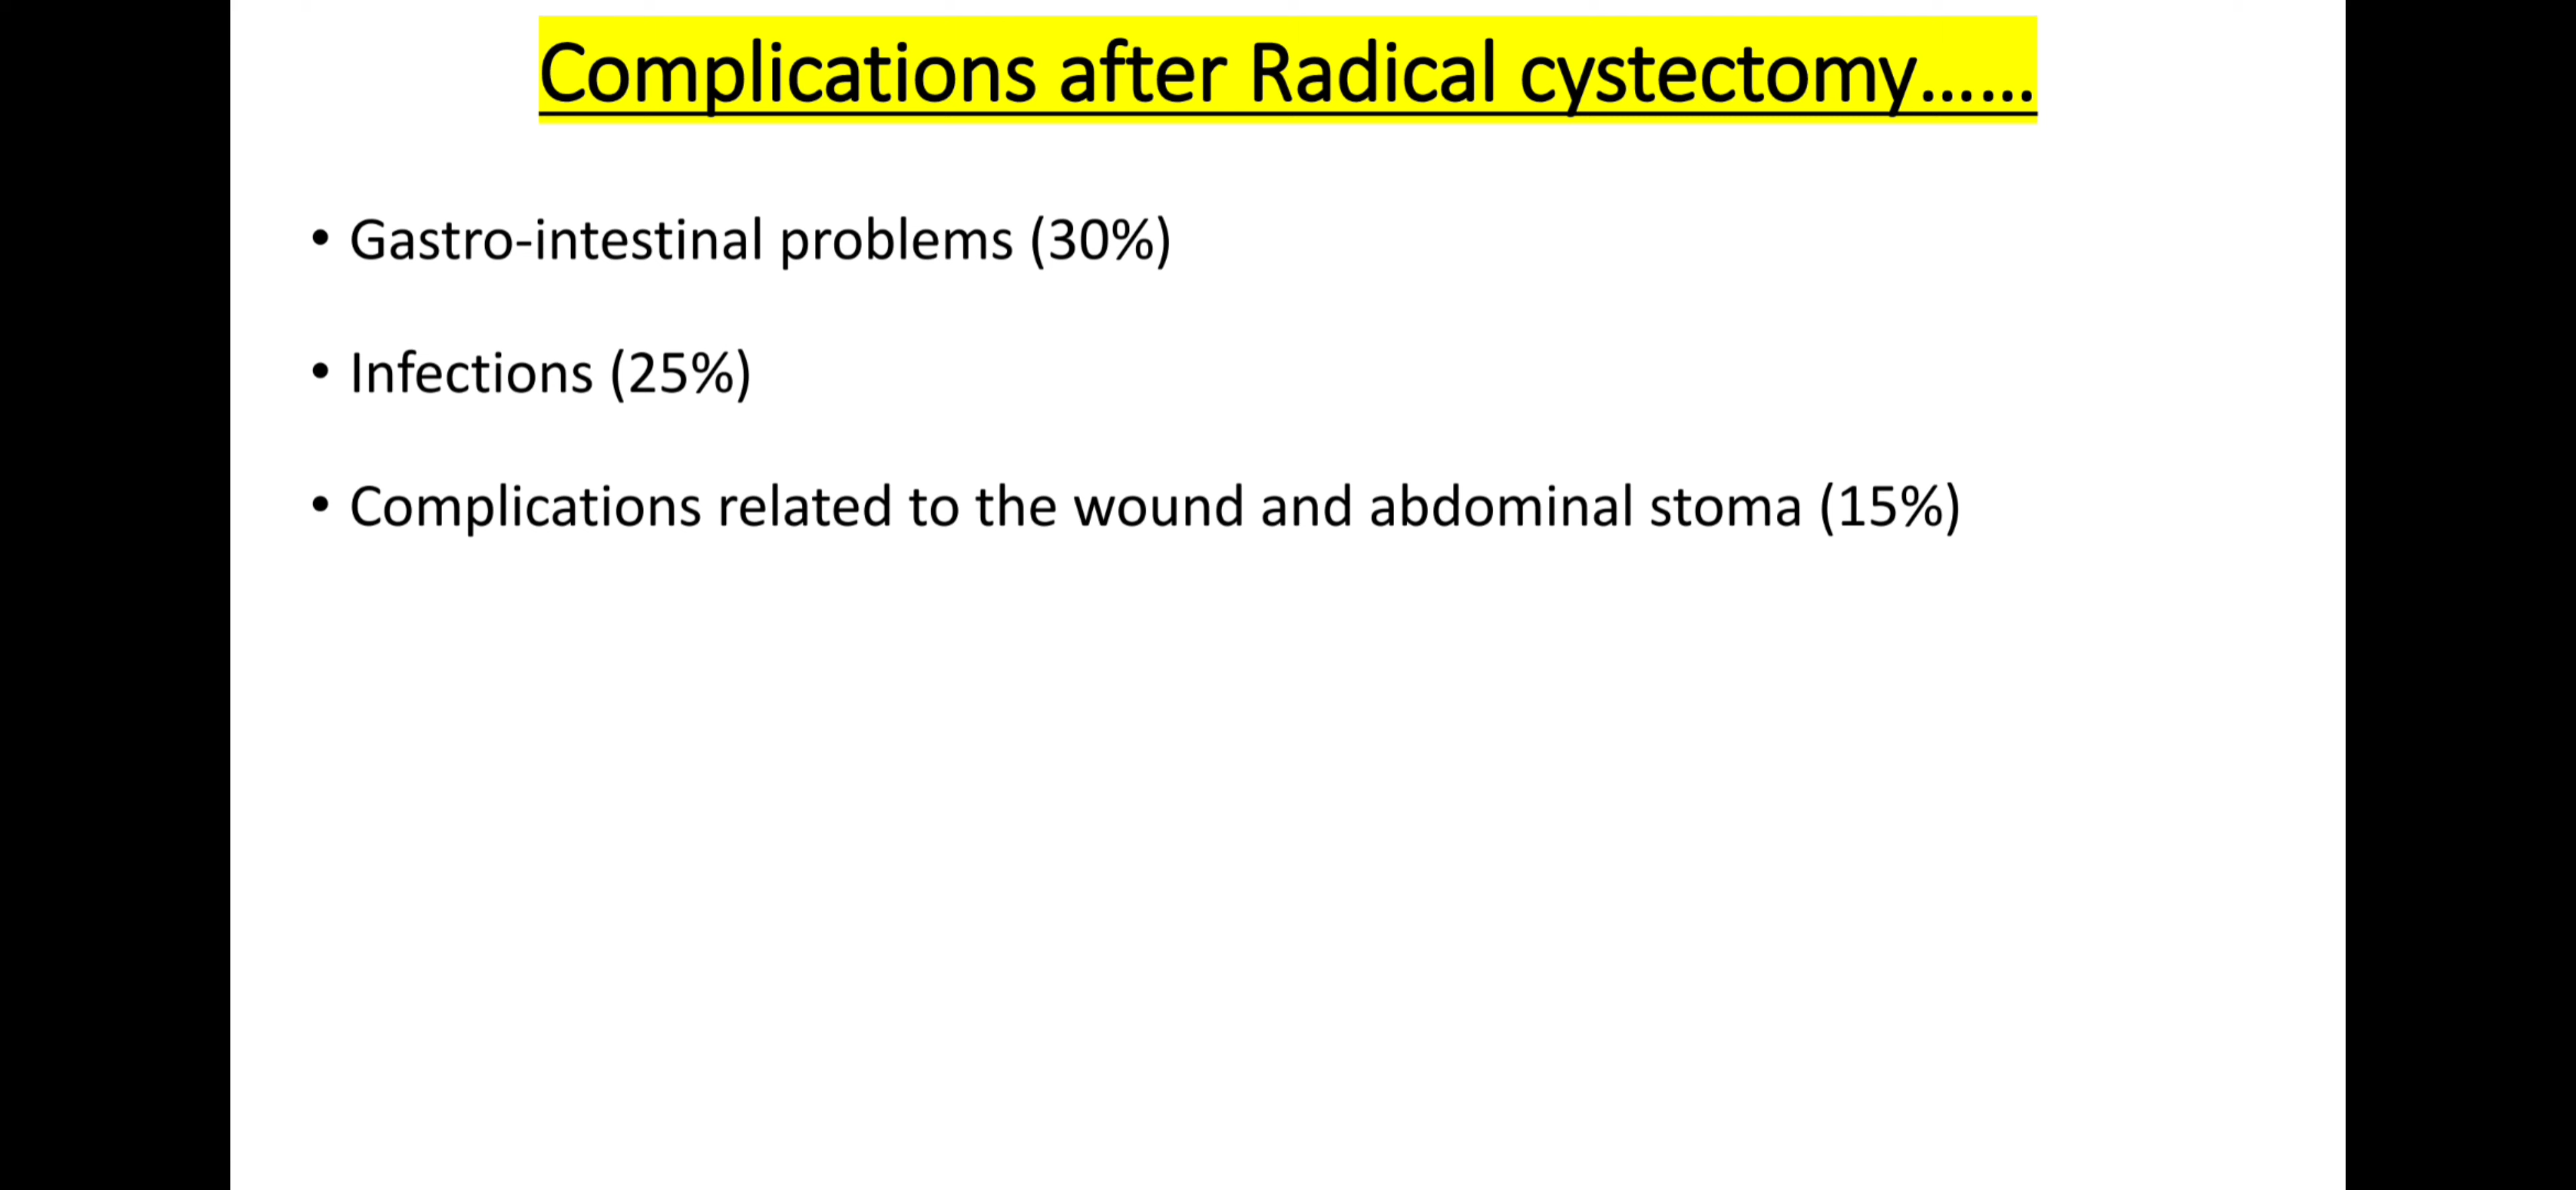 Complications after Radical cystectomy......
• Gastro-intestinal problems (30%)
• Infections (25%)
• Complications related to the wound and abdominal stoma (15%)